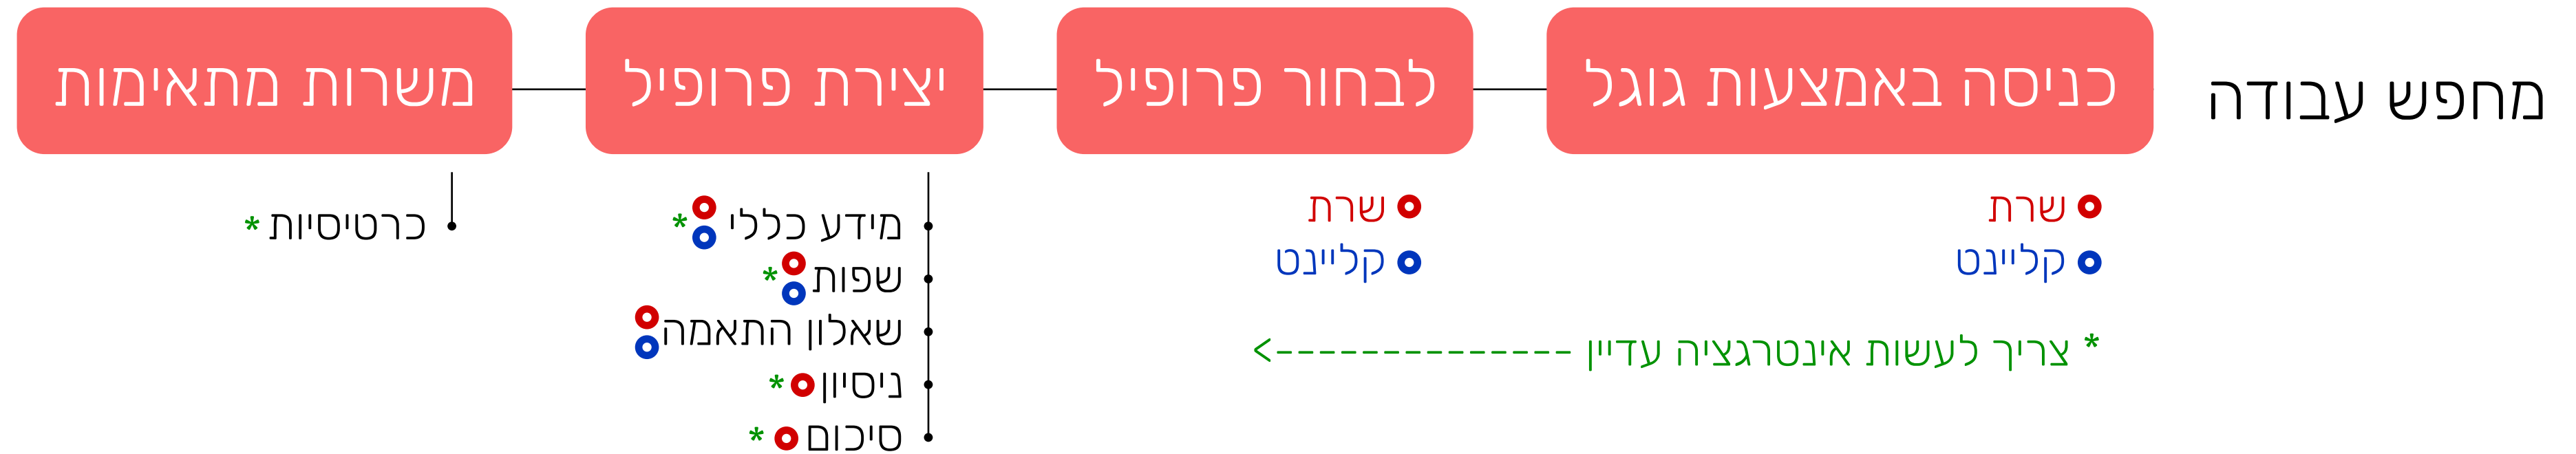 מחפש עבודה
כניסה באמצעות גוגל
לבחור פרופיל
יצירת פרופיל
משרות מתאימות
שרת
קליינט
* צריך לעשות אינטרגציה עדיין -------------->
שרת
קליינט
מידע כללי *
שפות *
שאלון התאמה
ניסיון *
סיכום *
כרטיסיות *